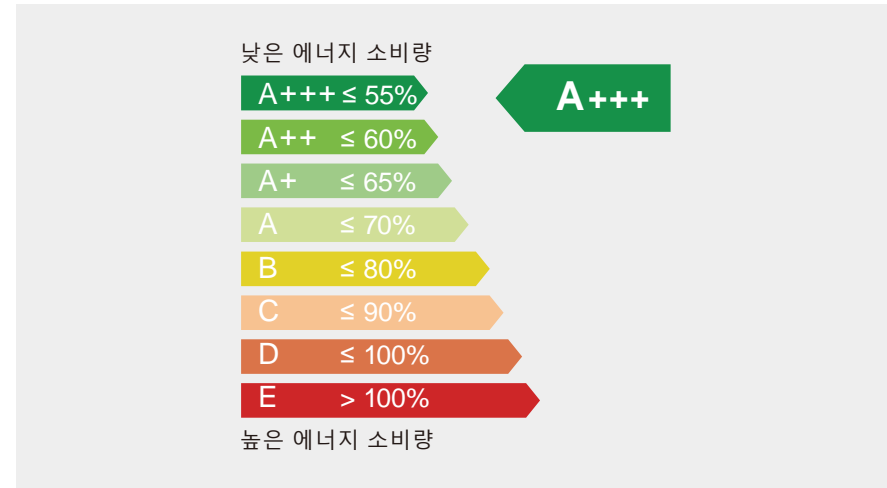 낮은 에너지 소비량
A+++ ≤ 55%
A+++
A++ ≤ 60%
A+ ≤ 65%
A ≤ 70%
B ≤ 80%
C ≤ 90%
D ≤ 100%
E > 100%
높은 에너지 소비량